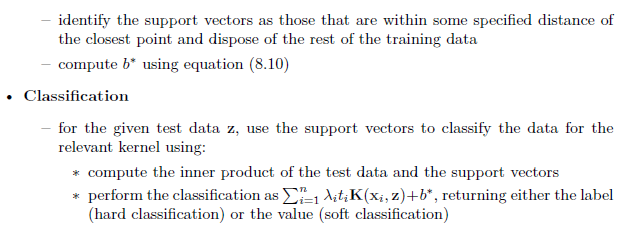 – identify the support vectors as those that are within some specified distance of
the closest point and dispose of the rest of the training data
– compute b* using equation (8.10)
• Classification
– for the given test data z, use the support vectors to classify the data for the
relevant kernel using:
* compute the inner product of the test data and the support vectors
* perform the classification as ∑ⁿᵢ₌₁ λᵢtᵢK(xᵢ, z)+b*, returning either the label
(hard classification) or the value (soft classification)